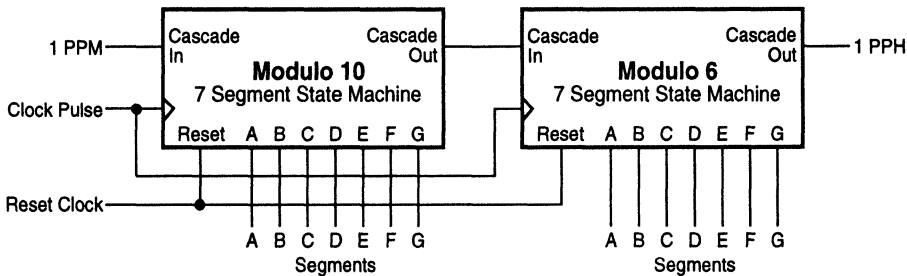 1 PPM
Cascade In
Cascade Out
Modulo 10
7 Segment State Machine
Reset A B C D E F G
Cascade In
Cascade Out
Modulo 6
7 Segment State Machine
Reset A B C D E F G
1 PPH
Clock Pulse
Reset Clock
A B C D E F G
Segments
A B C D E F G
Segments